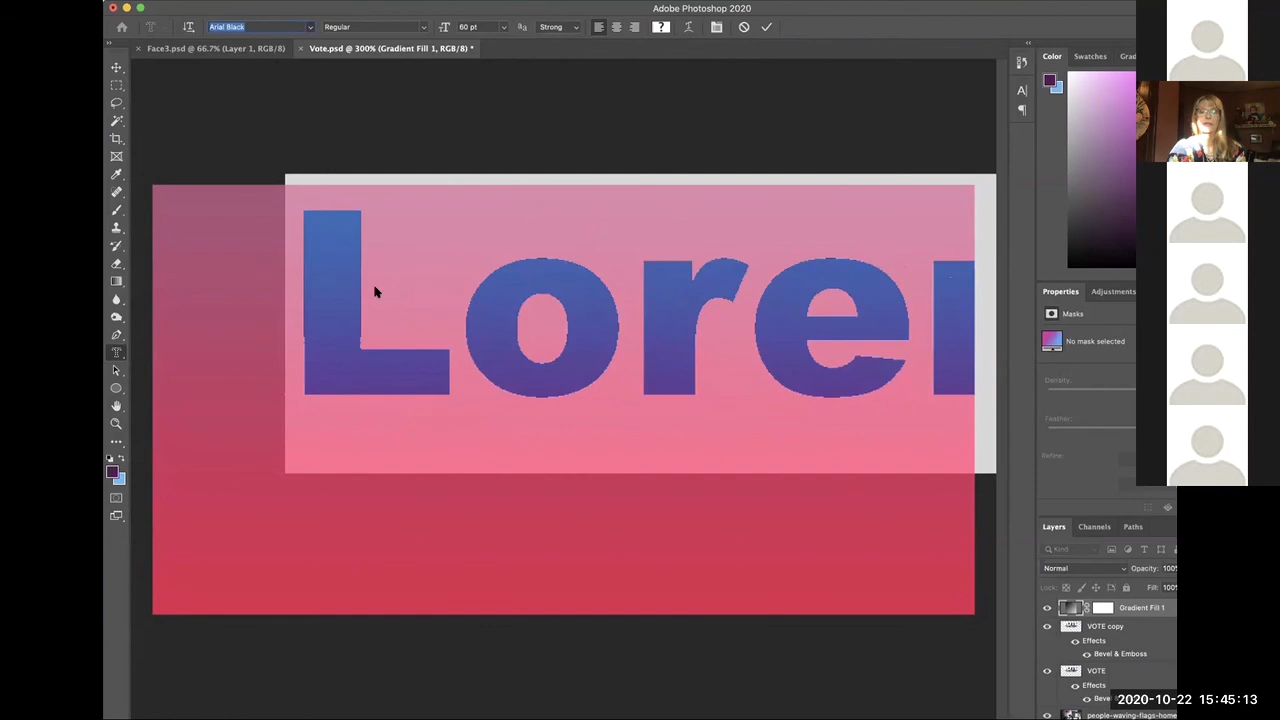 Adobe Photoshop 2020
Arial Black
Regular
60 pt
Strong
Face3.psd @ 66.7% (Layer 1, RGB/8)
Vote.psd @ 300% (Gradient Fill 1, RGB/8) *
Color
Swatches
Lorem
Properties
Adjustments
Masks
No mask selected
Density:
Feather:
Refine:
Layers
Channels
Paths
Kind
Normal
Opacity: 100%
Lock:
Fill: 100%
Gradient Fill 1
VOTE copy
Effects
Bevel & Emboss
VOTE
Effects
2020-10-22 15:45:13
people-waving-flags-home